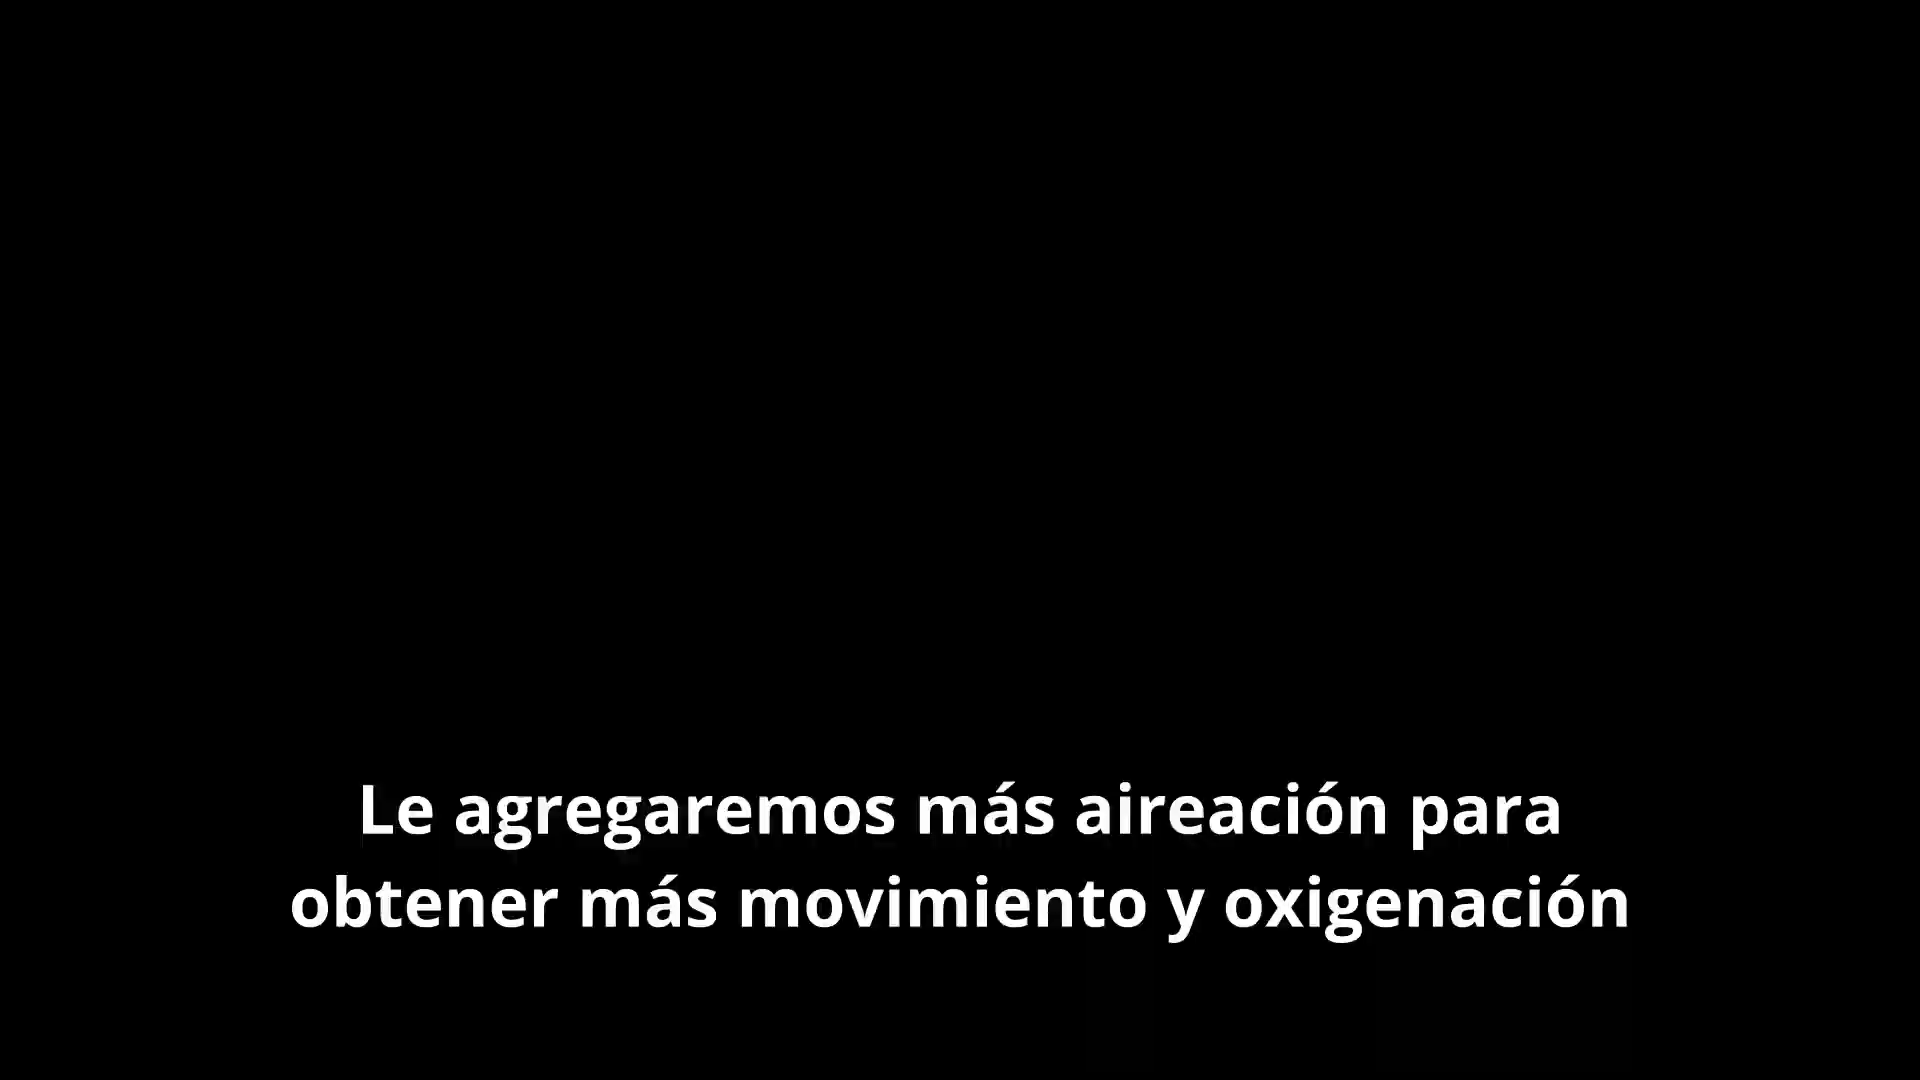 Le agregaremos más aireación para
obtener más movimiento y oxigenación